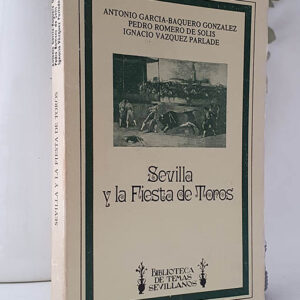 ANTONIO GARCIA-BAQUERO GONZALEZ
PEDRO ROMERO DE SOLIS
IGNACIO VAZQUEZ PARLADE
Sevilla
y la Fiesta de Toros
BIBLIOTECA
DE TEMAS
SEVILLANOS
SEVILLA Y LA FIESTA DE TOROS